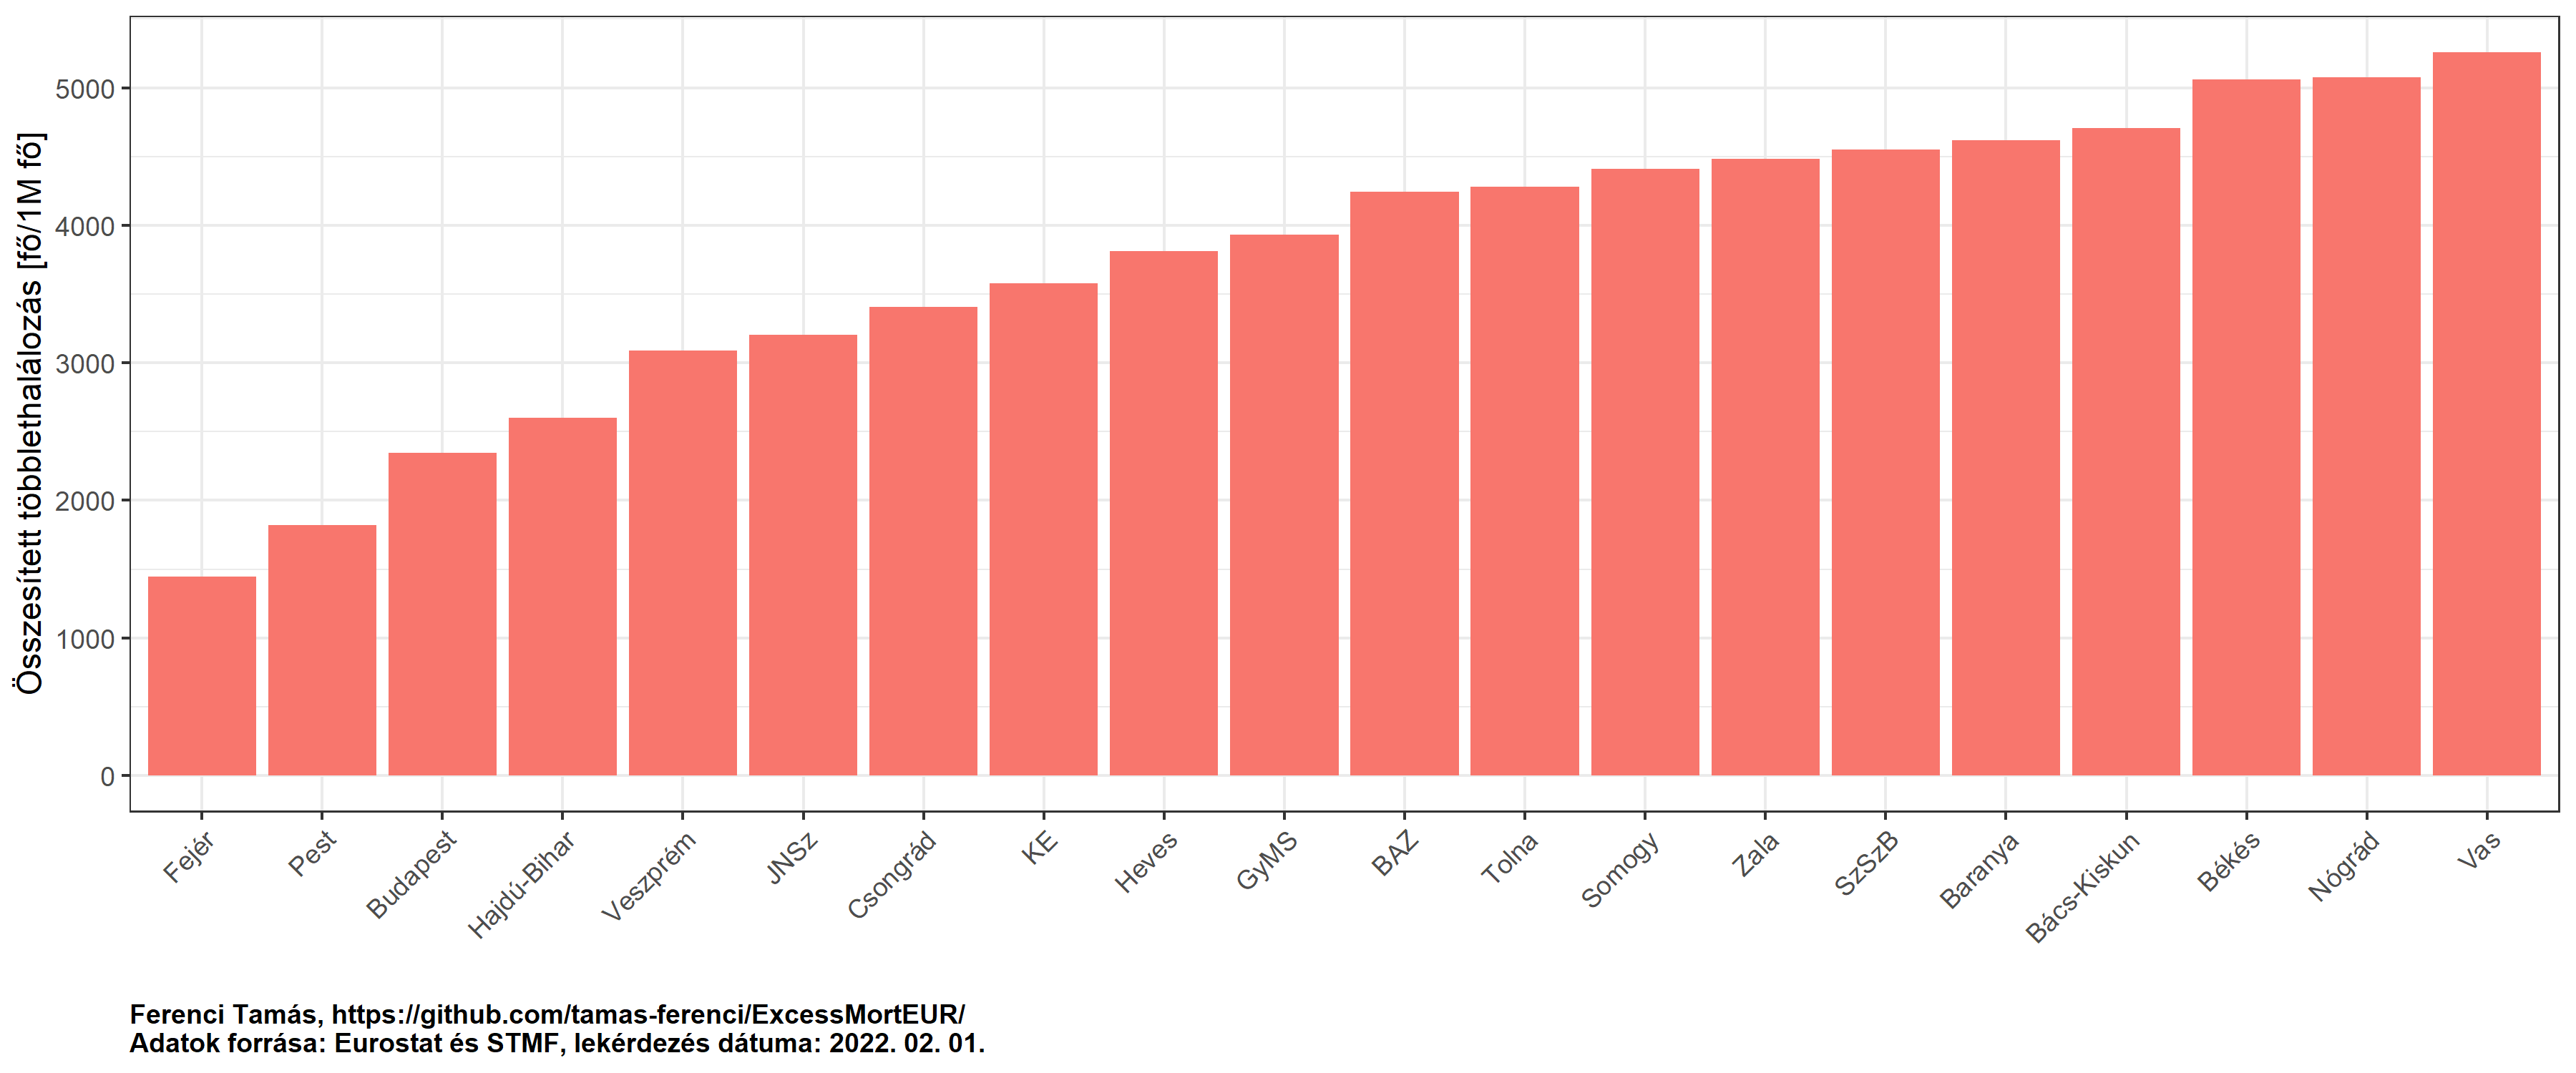 Összesített többlethalálozás [fő/1M fő]
5000
4000
3000
2000
1000
0
Fejér
Pest
Budapest
Hajdú-Bihar
Veszprém
JNSz
Csongrád
KE
Heves
GyMS
BAZ
Tolna
Somogy
Zala
SzSzB
Baranya
Bács-Kiskun
Békés
Nógrád
Vas
Ferenci Tamás, https://github.com/tamas-ferenci/ExcessMortEUR/
Adatok forrása: Eurostat és STMF, lekérdezés dátuma: 2022. 02. 01.